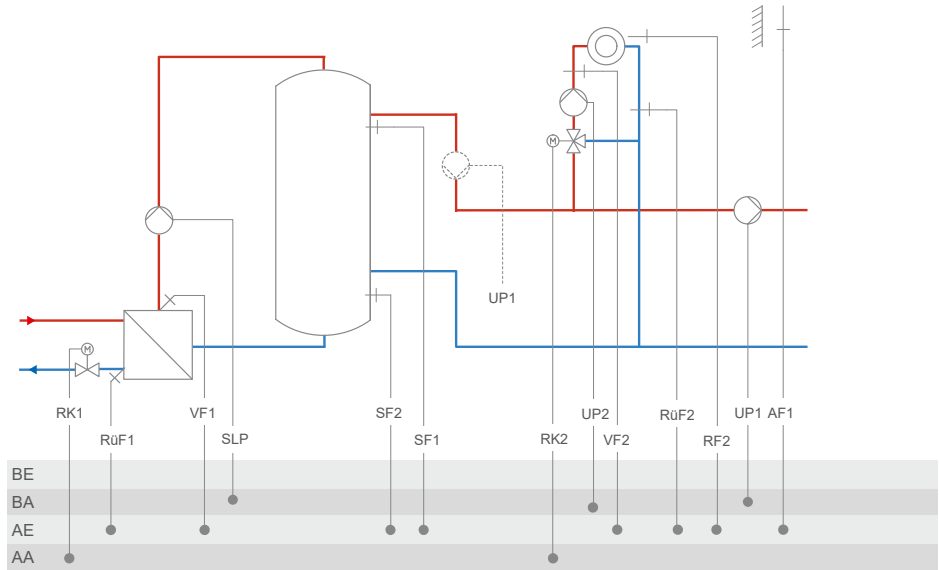 M
M
UP1
RK1
VF1
SF2
UP2
RüF2
UP1
AF1
RüF1
SLP
SF1
RK2
VF2
RF2
BE
BA
AE
AA